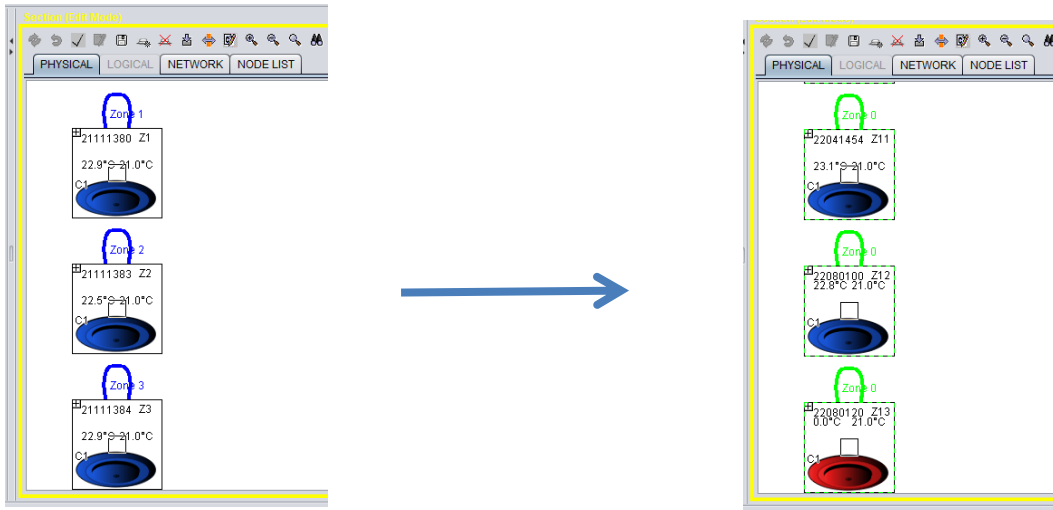 Section (Edit Mode)
PHYSICAL LOGICAL NETWORK NODE LIST
Zone 1
21111380 Z1
22.9°C 21.0°C
C1
Zone 2
21111383 Z2
22.5°C 21.0°C
C1
Zone 3
21111384 Z3
22.9°C 21.0°C
C1
PHYSICAL LOGICAL NETWORK NODE LIST
Zone 0
22041454 Z11
23.1°C 21.0°C
C1
Zone 0
22080100 Z12
22.8°C 21.0°C
C1
Zone 0
22080120 Z13
0.0°C 21.0°C
C1